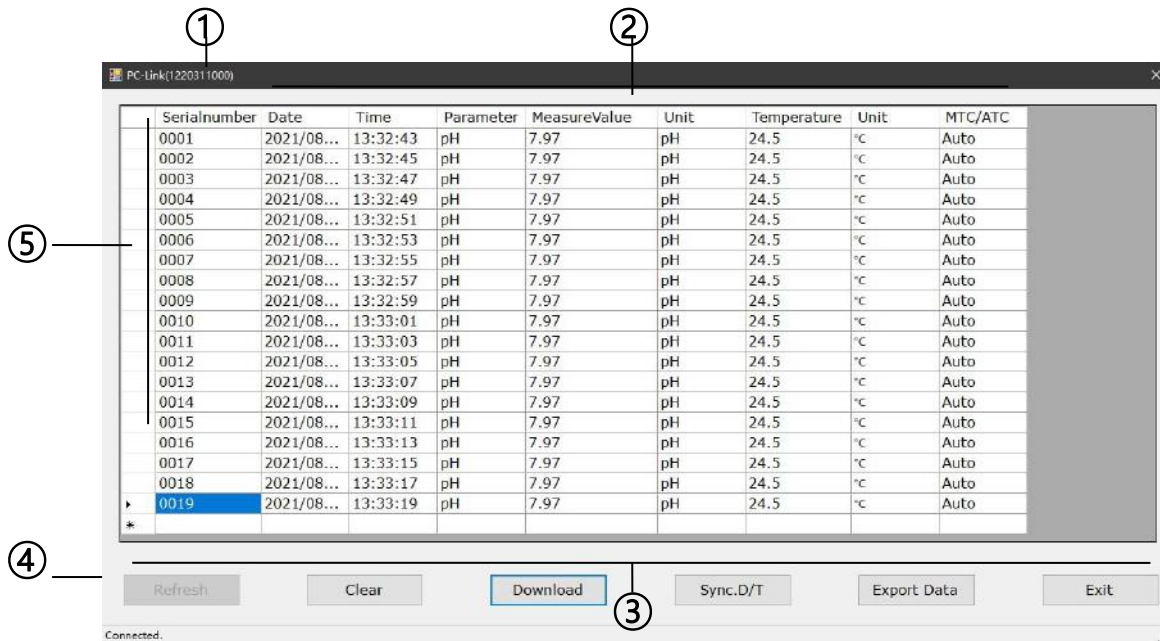 ① ②
PC-Link(1220311000)
Serialnumber Date Time Parameter MeasureValue Unit Temperature Unit MTC/ATC
0001 2021/08... 13:32:43 pH 7.97 pH 24.5 °C Auto
0002 2021/08... 13:32:45 pH 7.97 pH 24.5 °C Auto
0003 2021/08... 13:32:47 pH 7.97 pH 24.5 °C Auto
0004 2021/08... 13:32:49 pH 7.97 pH 24.5 °C Auto
0005 2021/08... 13:32:51 pH 7.97 pH 24.5 °C Auto
⑤ 0006 2021/08... 13:32:53 pH 7.97 pH 24.5 °C Auto
0007 2021/08... 13:32:55 pH 7.97 pH 24.5 °C Auto
0008 2021/08... 13:32:57 pH 7.97 pH 24.5 °C Auto
0009 2021/08... 13:32:59 pH 7.97 pH 24.5 °C Auto
0010 2021/08... 13:33:01 pH 7.97 pH 24.5 °C Auto
0011 2021/08... 13:33:03 pH 7.97 pH 24.5 °C Auto
0012 2021/08... 13:33:05 pH 7.97 pH 24.5 °C Auto
0013 2021/08... 13:33:07 pH 7.97 pH 24.5 °C Auto
0014 2021/08... 13:33:09 pH 7.97 pH 24.5 °C Auto
0015 2021/08... 13:33:11 pH 7.97 pH 24.5 °C Auto
0016 2021/08... 13:33:13 pH 7.97 pH 24.5 °C Auto
0017 2021/08... 13:33:15 pH 7.97 pH 24.5 °C Auto
0018 2021/08... 13:33:17 pH 7.97 pH 24.5 °C Auto
0019 2021/08... 13:33:19 pH 7.97 pH 24.5 °C Auto
④
Refresh Clear Download Sync.D/T Export Data Exit
③
Connected.